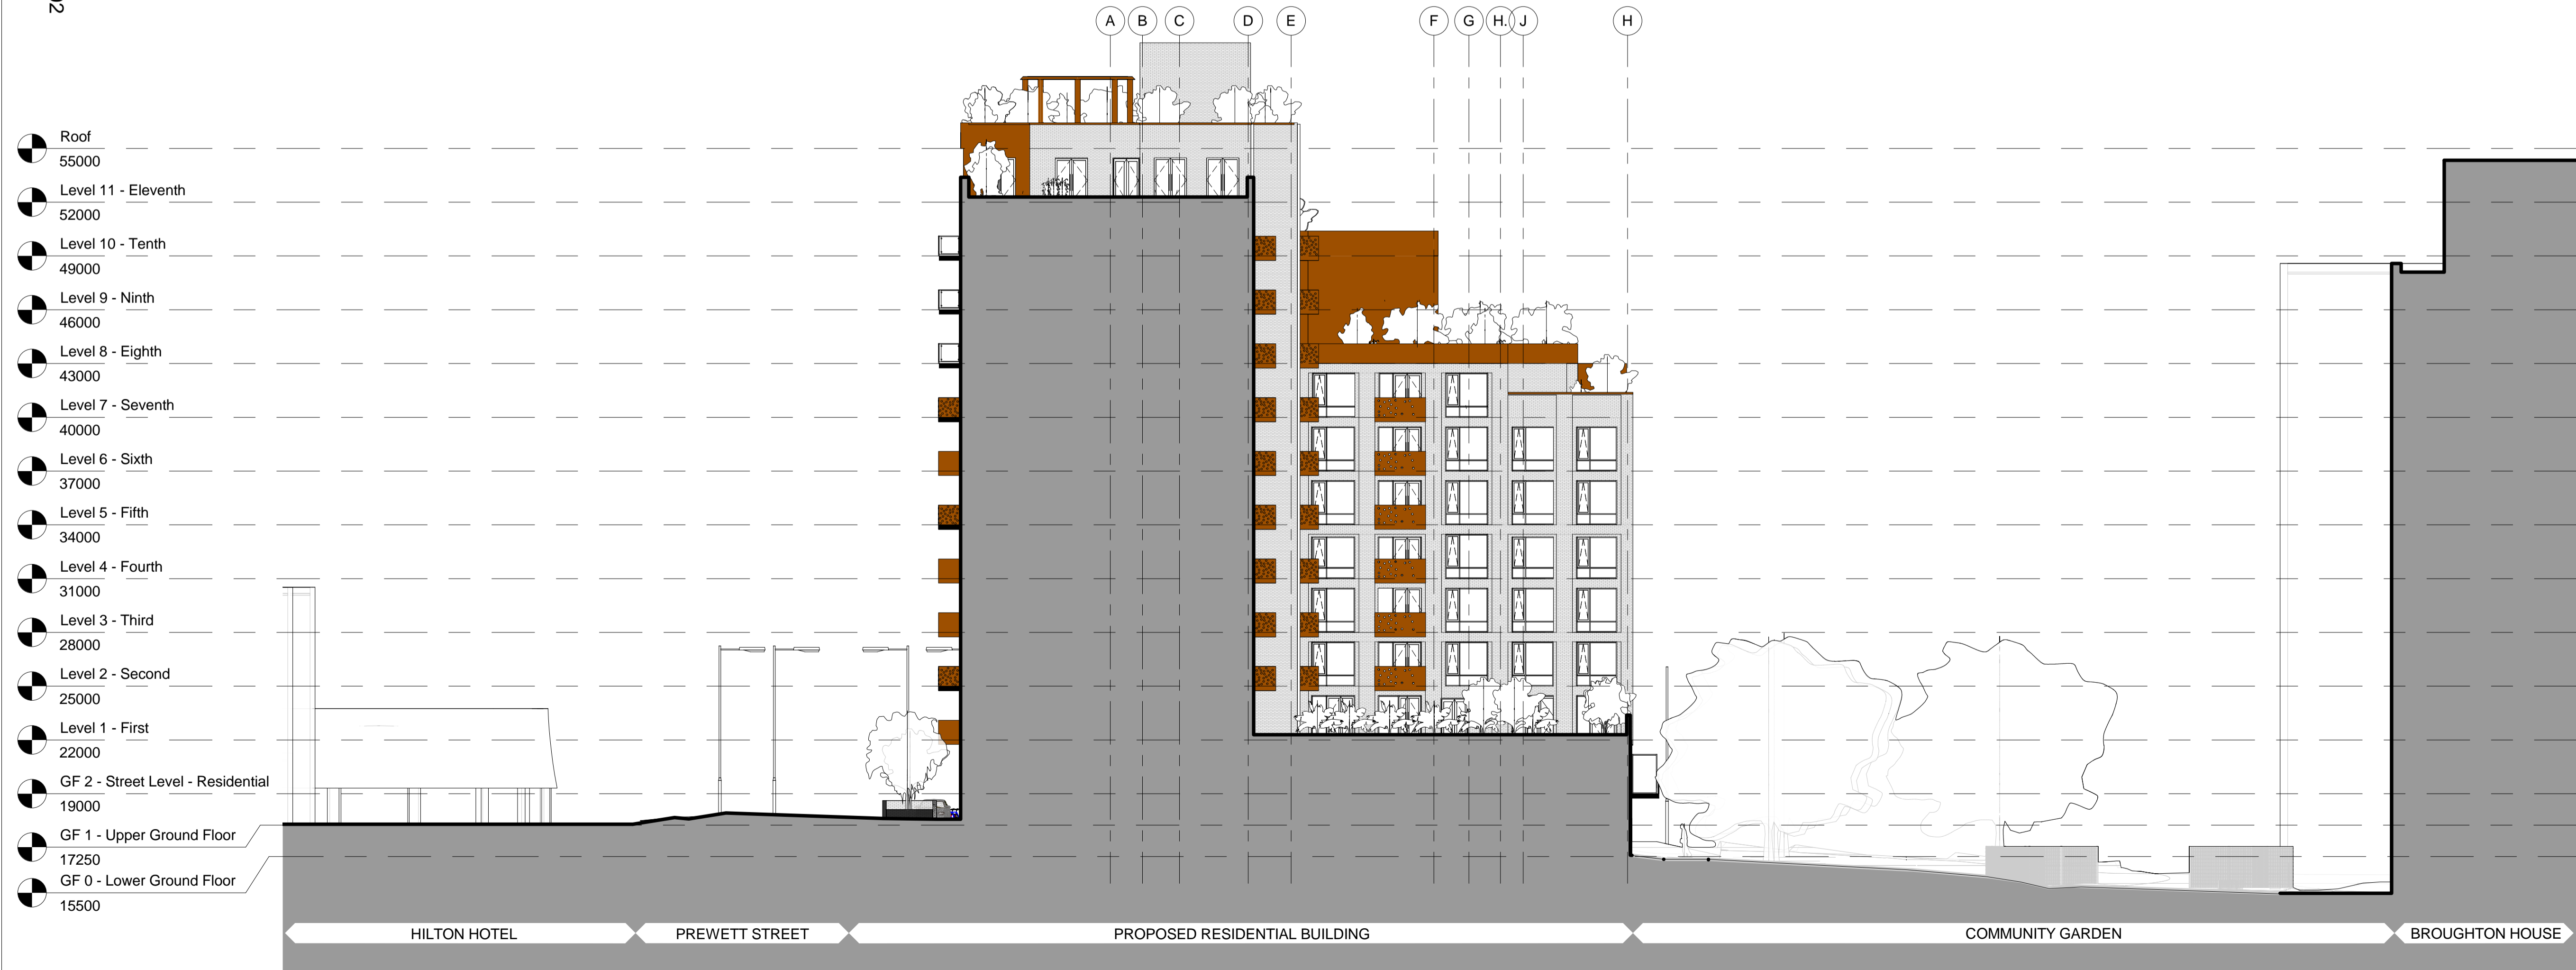 02
A B C D E F G H. J H
Roof
55000
Level 11 - Eleventh
52000
Level 10 - Tenth
49000
Level 9 - Ninth
46000
Level 8 - Eighth
43000
Level 7 - Seventh
40000
Level 6 - Sixth
37000
Level 5 - Fifth
34000
Level 4 - Fourth
31000
Level 3 - Third
28000
Level 2 - Second
25000
Level 1 - First
22000
GF 2 - Street Level - Residential
19000
GF 1 - Upper Ground Floor
17250
GF 0 - Lower Ground Floor
15500
HILTON HOTEL
PREWETT STREET
PROPOSED RESIDENTIAL BUILDING
COMMUNITY GARDEN
BROUGHTON HOUSE